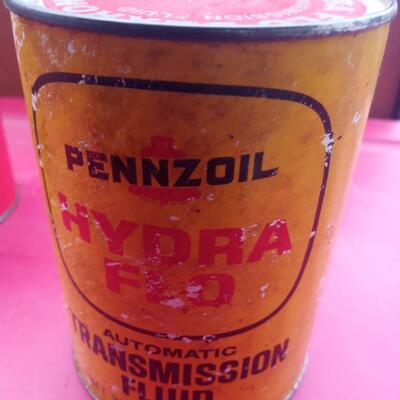 PENNZOIL
HYDRA
FLO
AUTOMATIC
TRANSMISSION
FLUID